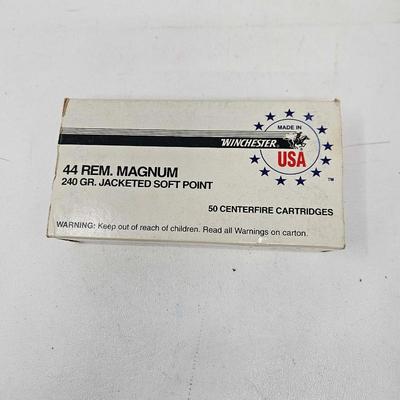 MADE IN
WINCHESTER
USA
™
44 REM. MAGNUM
240 GR. JACKETED SOFT POINT
50 CENTERFIRE CARTRIDGES
WARNING: Keep out of reach of children. Read all Warnings on carton.